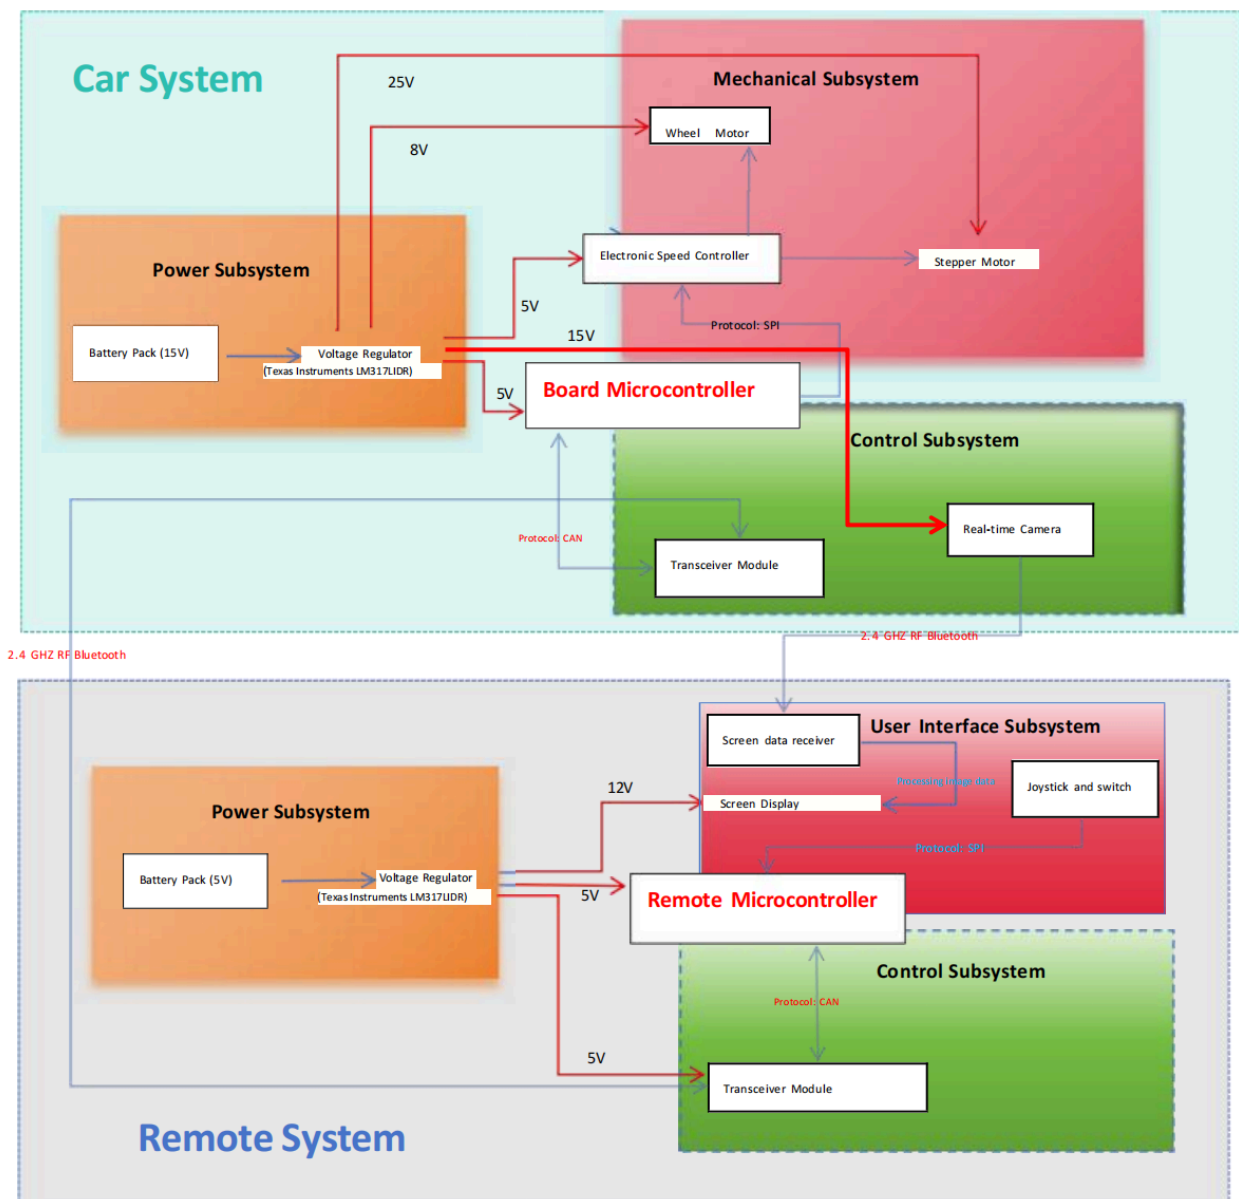 Car System
25V
Mechanical Subsystem
Wheel Motor
8V
Power Subsystem
Electronic Speed Controller
Stepper Motor
5V
15V
Protocol: SPI
Battery Pack (15V)
Voltage Regulator
(Texas Instruments LM317LIDR)
5V
Board Microcontroller
Control Subsystem
Real-time Camera
Protocol: CAN
Transceiver Module
2.4 GHZ RF Bluetooth
2.4 GHZ RF Bluetooth
User Interface Subsystem
Screen data receiver
Processing image data
Joystick and switch
12V
Screen Display
Power Subsystem
Protocol: SPI
Battery Pack (5V)
Voltage Regulator
(Texas Instruments LM317LIDR)
5V
Remote Microcontroller
Control Subsystem
Protocol: CAN
5V
Transceiver Module
Remote System